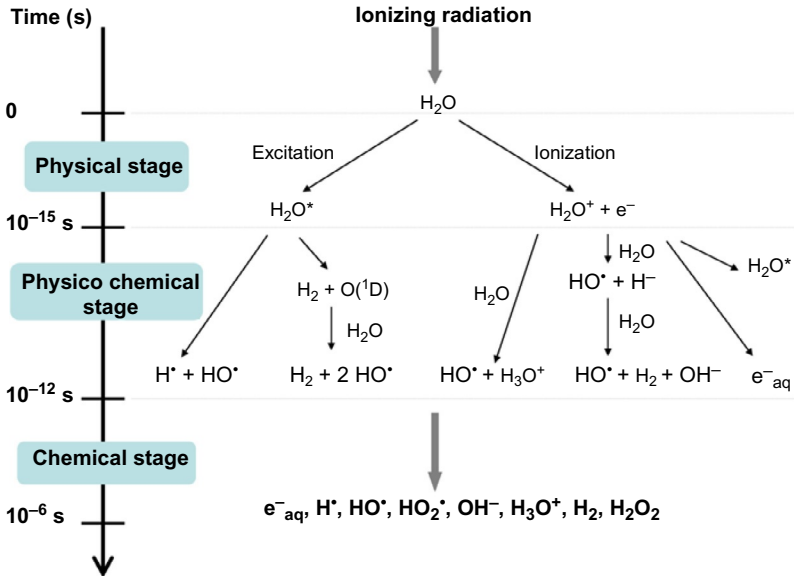 Time (s)
Ionizing radiation
0
H₂O
Excitation
Ionization
Physical stage
10⁻¹⁵ s
H₂O*
H₂O⁺ + e⁻
Physico chemical
stage
H₂ + O(¹D)
H₂O
H₂O
H₂O
HO• + H⁻
H₂O
H₂O*
H• + HO•
H₂ + 2 HO•
HO• + H₃O⁺
HO• + H₂ + OH⁻
e⁻aq
10⁻¹² s
Chemical stage
10⁻⁶ s
e⁻aq, H•, HO•, HO₂•, OH⁻, H₃O⁺, H₂, H₂O₂